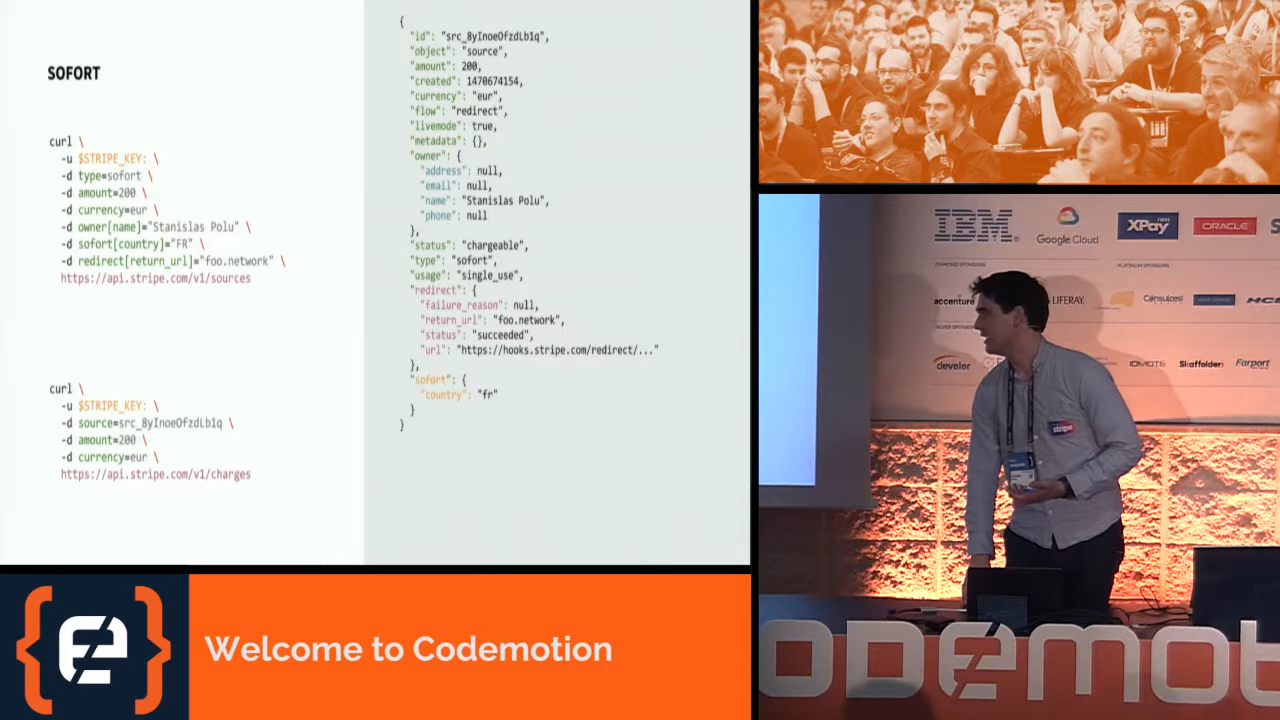 SOFORT
curl \
-u $STRIPE_KEY: \
-d type=sofort \
-d amount=200 \
-d currency=eur \
-d owner[name]="Stanislas Polu" \
-d sofort[country]="FR" \
-d redirect[return_url]="foo.network" \
https://api.stripe.com/v1/sources
curl \
-u $STRIPE_KEY: \
-d source=src_8yInoeOfzdLb1q \
-d amount=200 \
-d currency=eur \
https://api.stripe.com/v1/charges
{
"id": "src_8yInoeOfzdLb1q",
"object": "source",
"amount": 200,
"created": 1470674154,
"currency": "eur",
"flow": "redirect",
"livemode": true,
"metadata": {},
"owner": {
"address": null,
"email": null,
"name": "Stanislas Polu",
"phone": null
},
"status": "chargeable",
"type": "sofort",
"usage": "single_use",
"redirect": {
"failure_reason": null,
"return_url": "foo.network",
"status": "succeeded",
"url": "https://hooks.stripe.com/redirect/..."
},
"sofort": {
"country": "fr"
}
}
IBM
Google Cloud
XPay
ORACLE
DIAMOND SPONSORS
PLATINUM SPONSORS
accenture
LIFERAY
HCL
develer
Skaffolder
Farport
stripe
Welcome to Codemotion